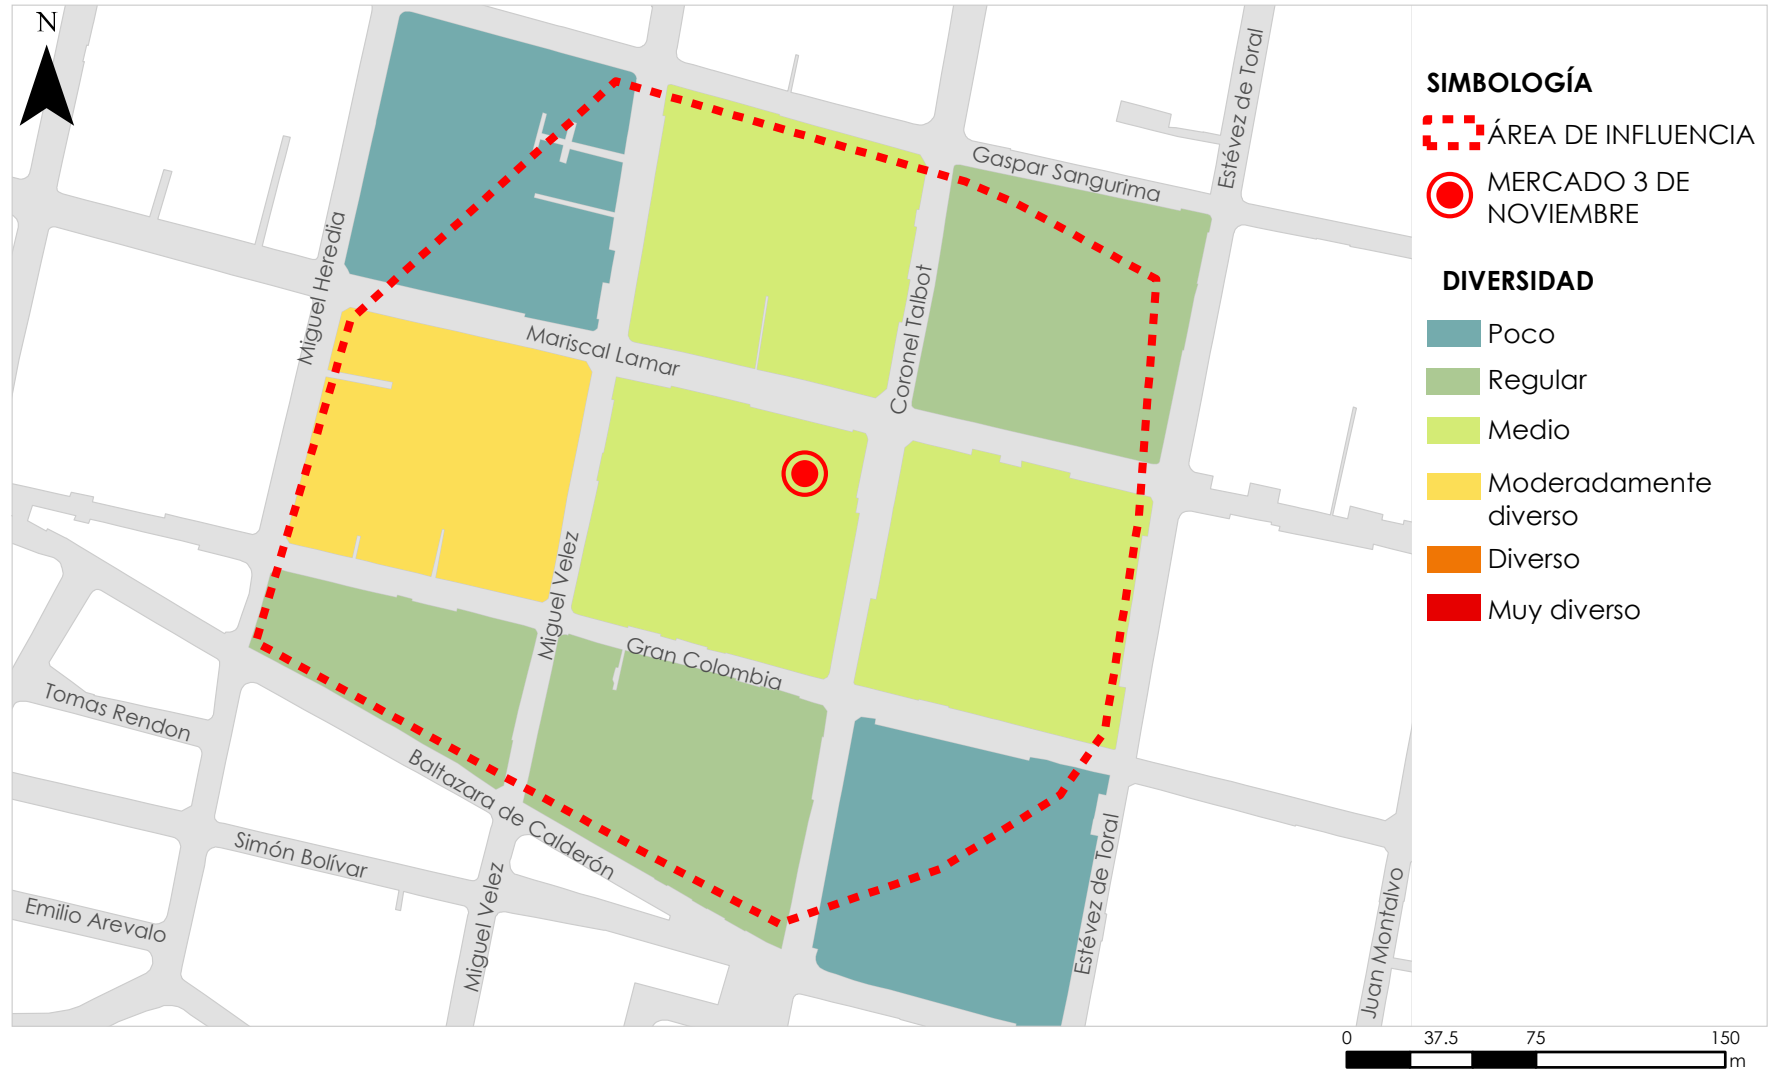 N
Estévez de Toral
Gaspar Sangurima
Miguel Heredia
Coronel Talbot
Mariscal Lamar
Miguel Velez
Gran Colombia
Tomas Rendon
Baltazara de Calderón
Simón Bolívar
Estévez de Toral
Miguel Velez
Emilio Arevalo
Juan Montalvo
SIMBOLOGÍA
ÁREA DE INFLUENCIA
MERCADO 3 DE
NOVIEMBRE
DIVERSIDAD
Poco
Regular
Medio
Moderadamente
diverso
Diverso
Muy diverso
0 37.5 75 150
m